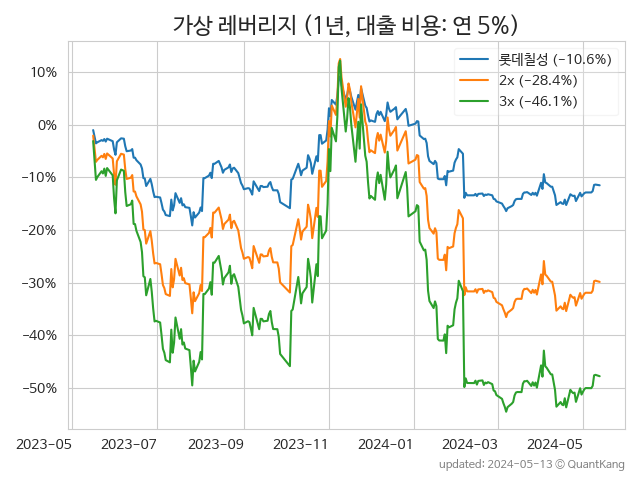 가상 레버리지 (1년, 대출 비용: 연 5%)
롯데칠성 (−10.6%)
2x (−28.4%)
3x (−46.1%)
10%
0%
−10%
−20%
−30%
−40%
−50%
2023-05 2023-07 2023-09 2023-11 2024-01 2024-03 2024-05
updated: 2024-05-13 ⓒ QuantKang